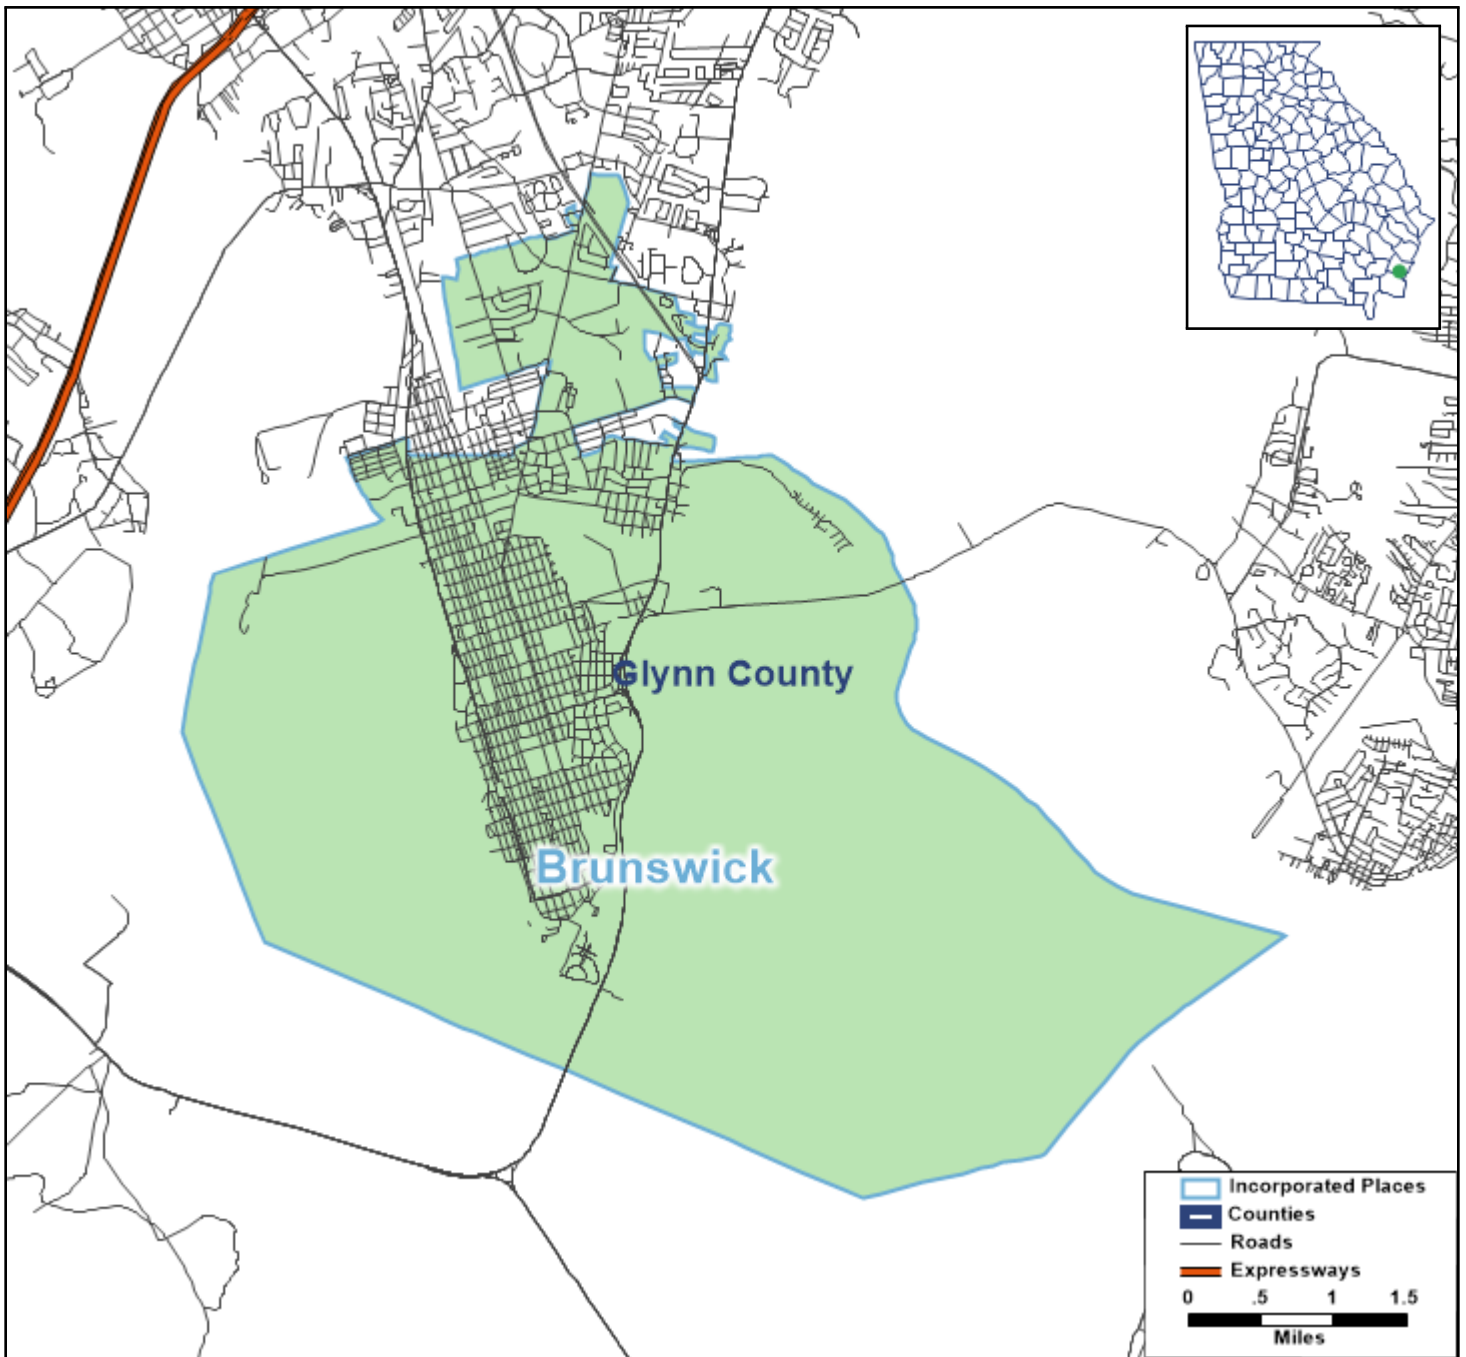 Glynn County
Brunswick
Incorporated Places
Counties
Roads
Expressways
0 .5 1 1.5
Miles